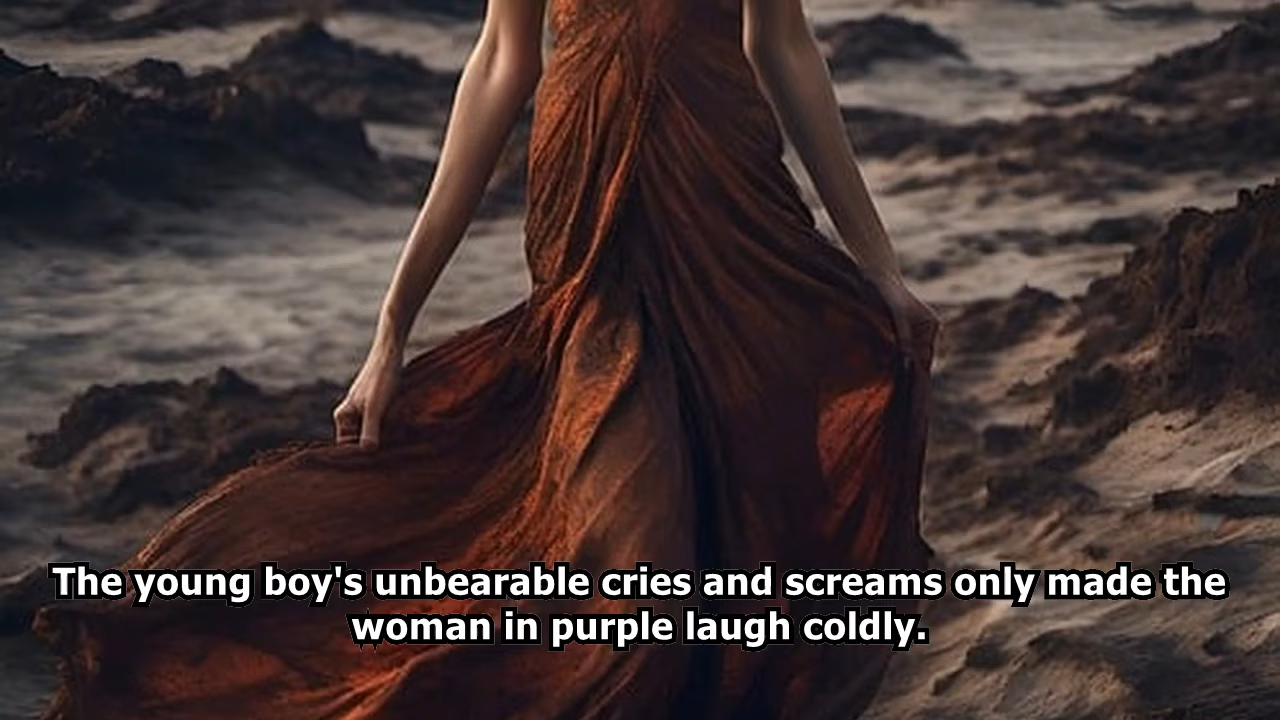 The young boy's unbearable cries and screams only made the
woman in purple laugh coldly.